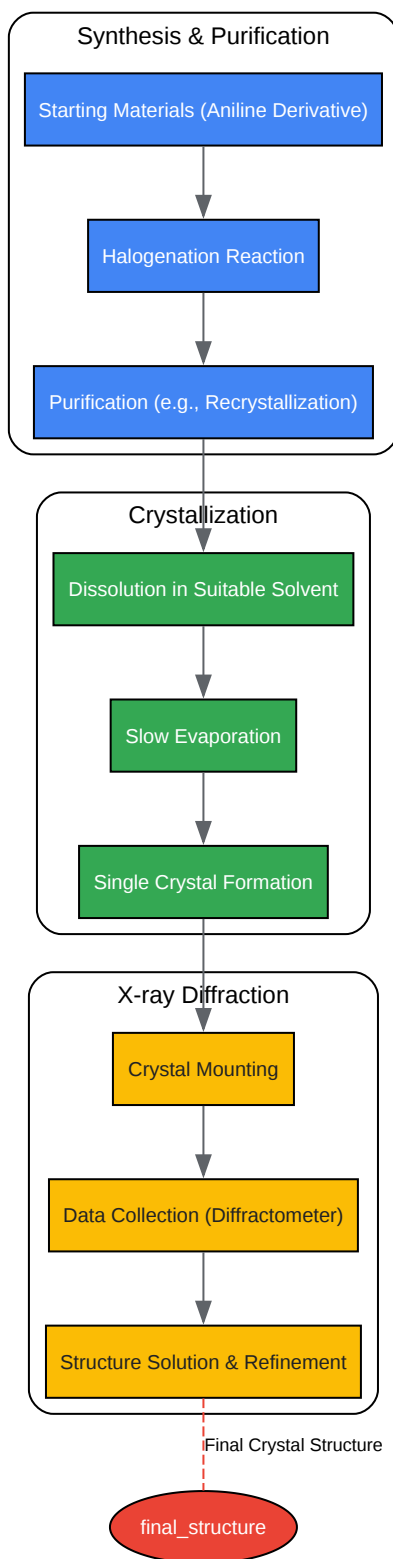 Synthesis & Purification
Starting Materials (Aniline Derivative)
Halogenation Reaction
Purification (e.g., Recrystallization)
Crystallization
Dissolution in Suitable Solvent
Slow Evaporation
Single Crystal Formation
X-ray Diffraction
Crystal Mounting
Data Collection (Diffractometer)
Structure Solution & Refinement
Final Crystal Structure
final_structure